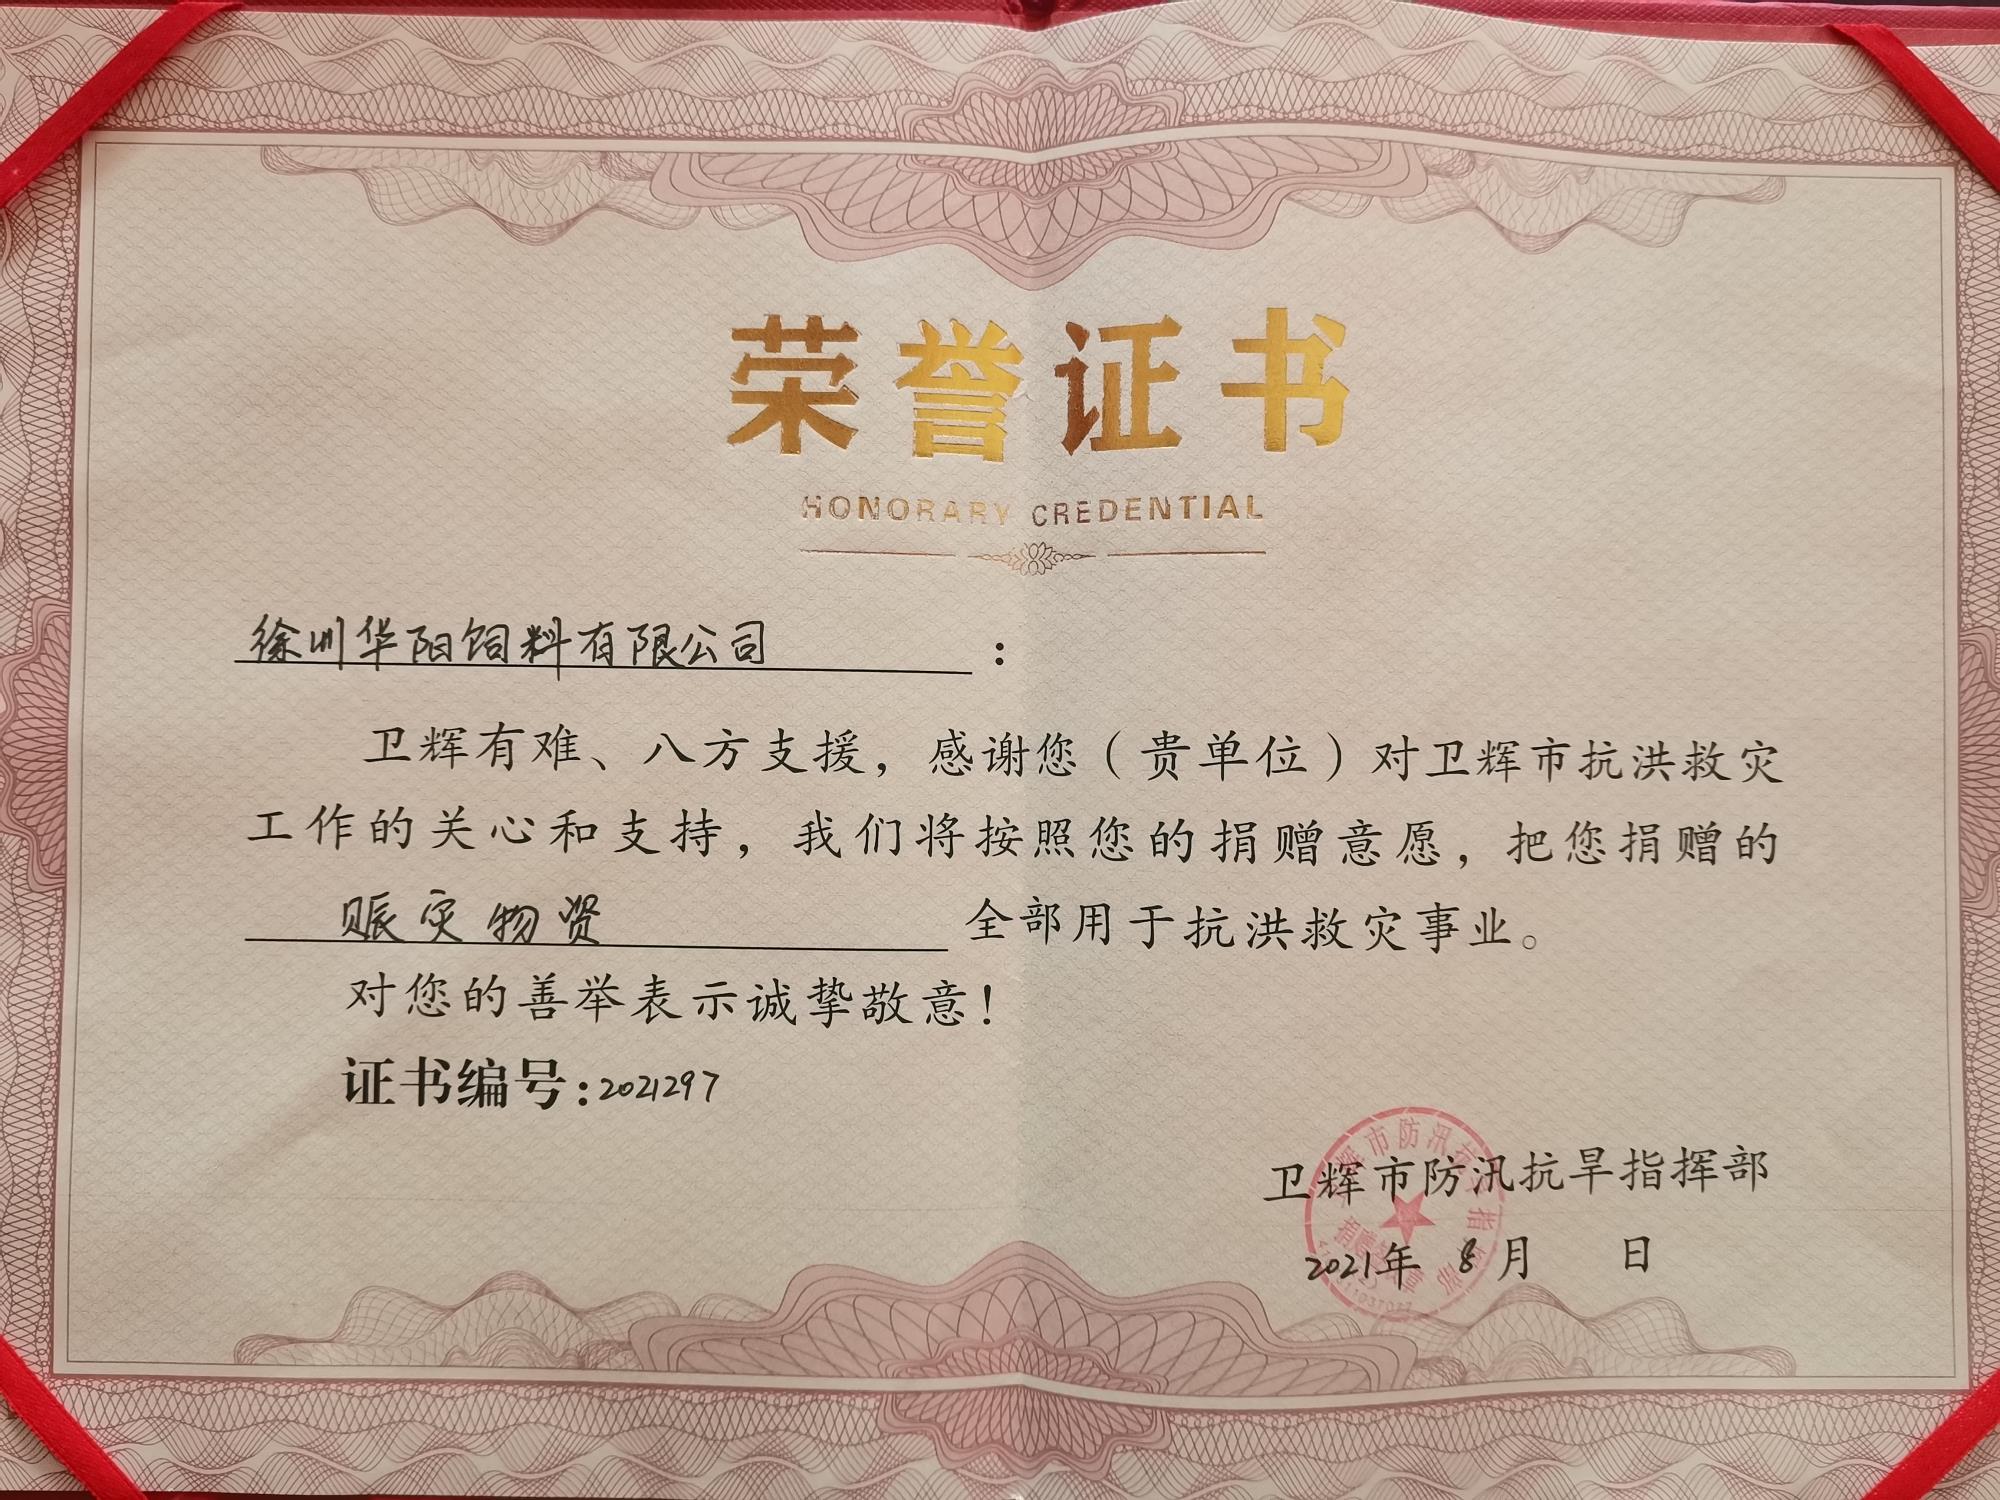 荣誉证书
HONORARY CREDENTIAL
徐州华阳饲料有限公司：
卫辉有难、八方支援，感谢您（贵单位）对卫辉市抗洪救灾
工作的关心和支持，我们将按照您的捐赠意愿，把您捐赠的
赈灾物资 全部用于抗洪救灾事业。
对您的善举表示诚挚敬意！
证书编号：2021297
卫辉市防汛抗旱指挥部
2021年 8月 日